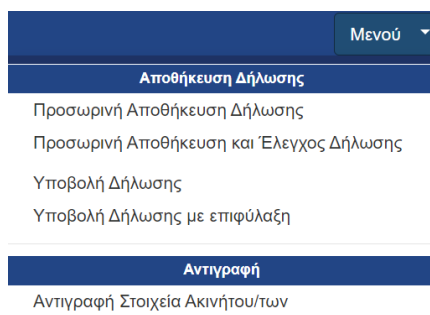 Μενού
Αποθήκευση Δήλωσης
Προσωρινή Αποθήκευση Δήλωσης
Προσωρινή Αποθήκευση και Έλεγχος Δήλωσης
Υποβολή Δήλωσης
Υποβολή Δήλωσης με επιφύλαξη
Αντιγραφή
Αντιγραφή Στοιχεία Ακινήτου/των